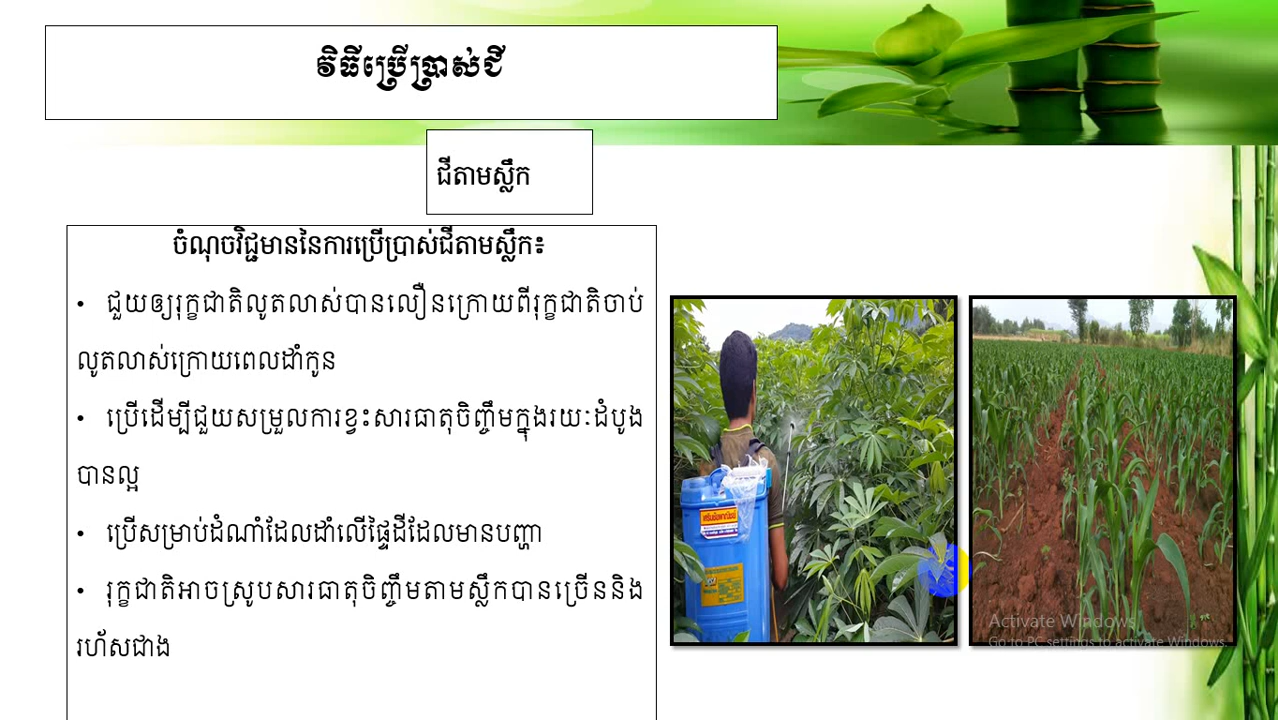 វិធីប្រើប្រាស់ជី
ជីតាមស្លឹក
ចំណុចវិជ្ជមាននៃការប្រើប្រាស់ជីតាមស្លឹក៖
• ជួយឲ្យរុក្ខជាតិលូតលាស់បានលឿនក្រោយពីរុក្ខជាតិចាប់
លូតលាស់ក្រោយពេលដាំកូន
• ប្រើដើម្បីជួយសម្រួលការខ្វះសារធាតុចិញ្ចឹមក្នុងរយៈដំបូង
បានល្អ
• ប្រើសម្រាប់ដំណាំដែលដាំលើផ្ទៃដីដែលមានបញ្ហា
• រុក្ខជាតិអាចស្រូបសារធាតុចិញ្ចឹមតាមស្លឹកបានច្រើននិង
រហ័សជាង
Activate Windows
Go to PC settings to activate Windows.